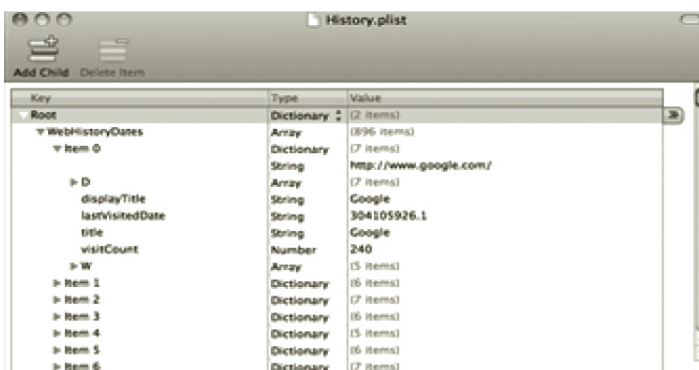 History.plist
Add Child Delete Item
Key Type Value
Root Dictionary (2 items)
WebHistoryDates Array (896 items)
Item 0 Dictionary (7 items)
String http://www.google.com/
D Array (7 items)
displayTitle String Google
lastVisitedDate String 304105926.1
title String Google
visitCount Number 240
W Array (5 items)
Item 1 Dictionary (6 items)
Item 2 Dictionary (7 items)
Item 3 Dictionary (6 items)
Item 4 Dictionary (5 items)
Item 5 Dictionary (6 items)
Item 6 Dictionary (7 items)